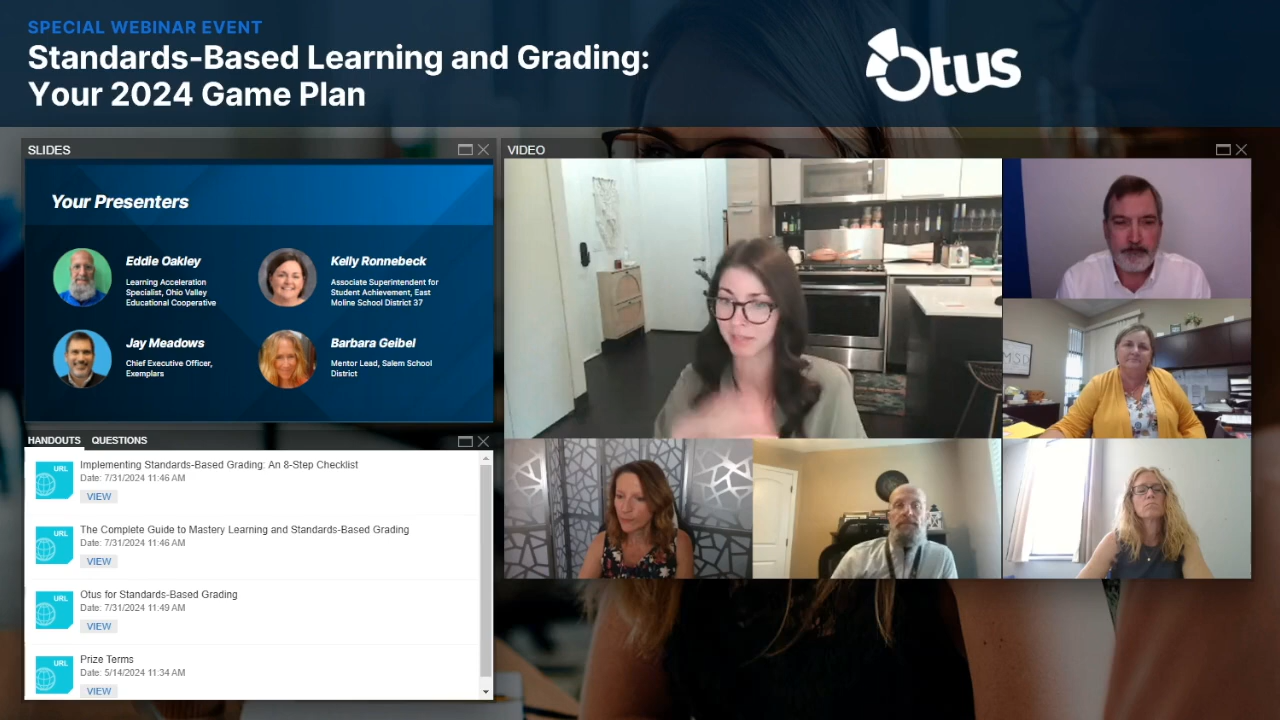 SPECIAL WEBINAR EVENT
Standards-Based Learning and Grading:
Your 2024 Game Plan
Otus
SLIDES
Your Presenters
Eddie Oakley
Learning Acceleration
Specialist, Ohio Valley
Educational Cooperative
Kelly Ronnebeck
Associate Superintendent for
Student Achievement, East
Moline School District 37
Jay Meadows
Chief Executive Officer,
Exemplars
Barbara Geibel
Mentor Lead, Salem School
District
HANDOUTS QUESTIONS
URL
Implementing Standards-Based Grading: An 8-Step Checklist
Date: 7/31/2024 11:46 AM
VIEW
URL
The Complete Guide to Mastery Learning and Standards-Based Grading
Date: 7/31/2024 11:46 AM
VIEW
URL
Otus for Standards-Based Grading
Date: 7/31/2024 11:49 AM
VIEW
URL
Prize Terms
Date: 5/14/2024 11:34 AM
VIEW
VIDEO
MSD